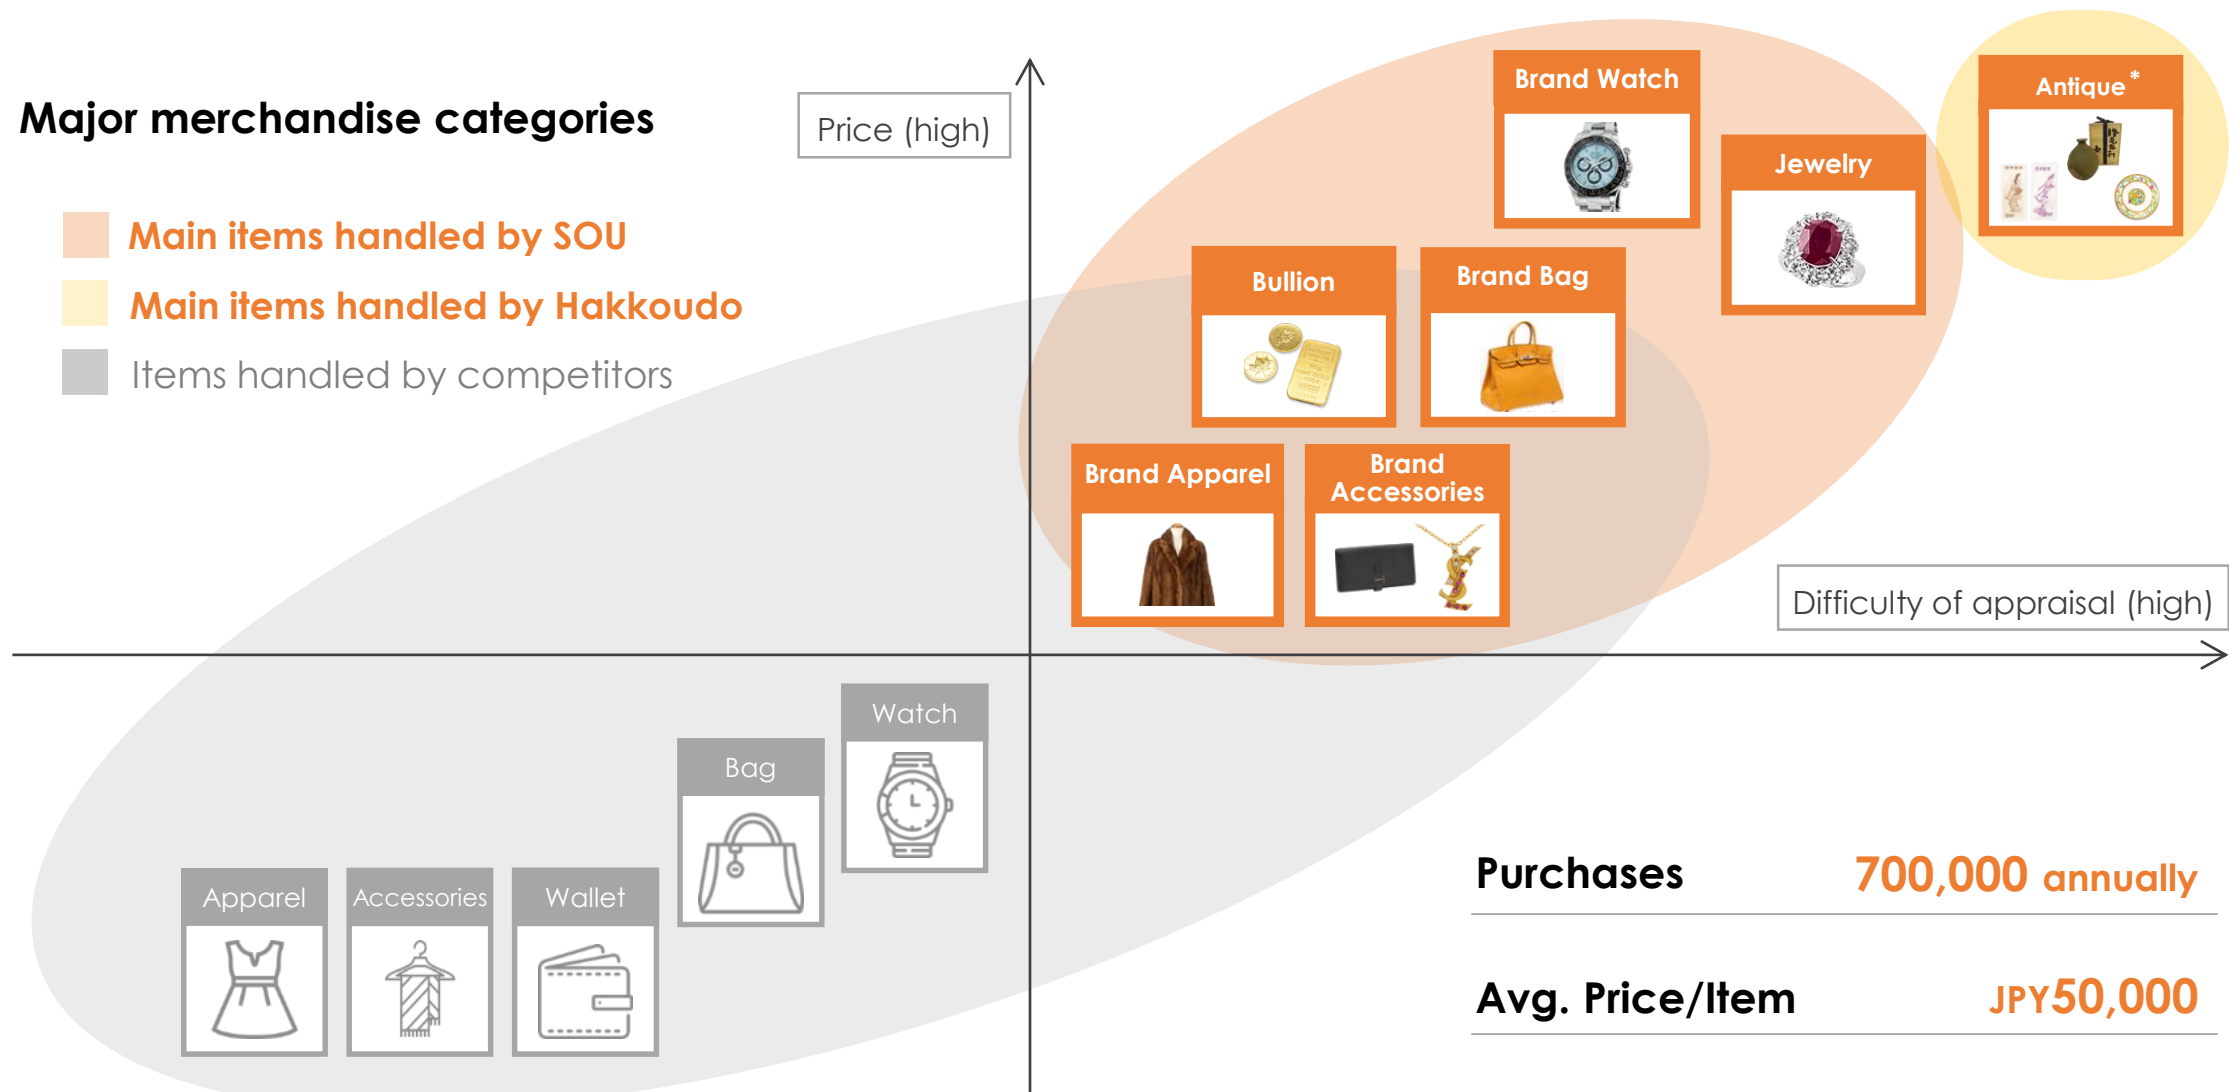 Major merchandise categories
Main items handled by SOU
Main items handled by Hakkoudo
Items handled by competitors
Price (high)
Brand Watch
Antique*
Jewelry
Bullion
Brand Bag
Brand Apparel
Brand
Accessories
Difficulty of appraisal (high)
Watch
Bag
Apparel
Accessories
Wallet
Purchases 700,000 annually
Avg. Price/Item JPY50,000